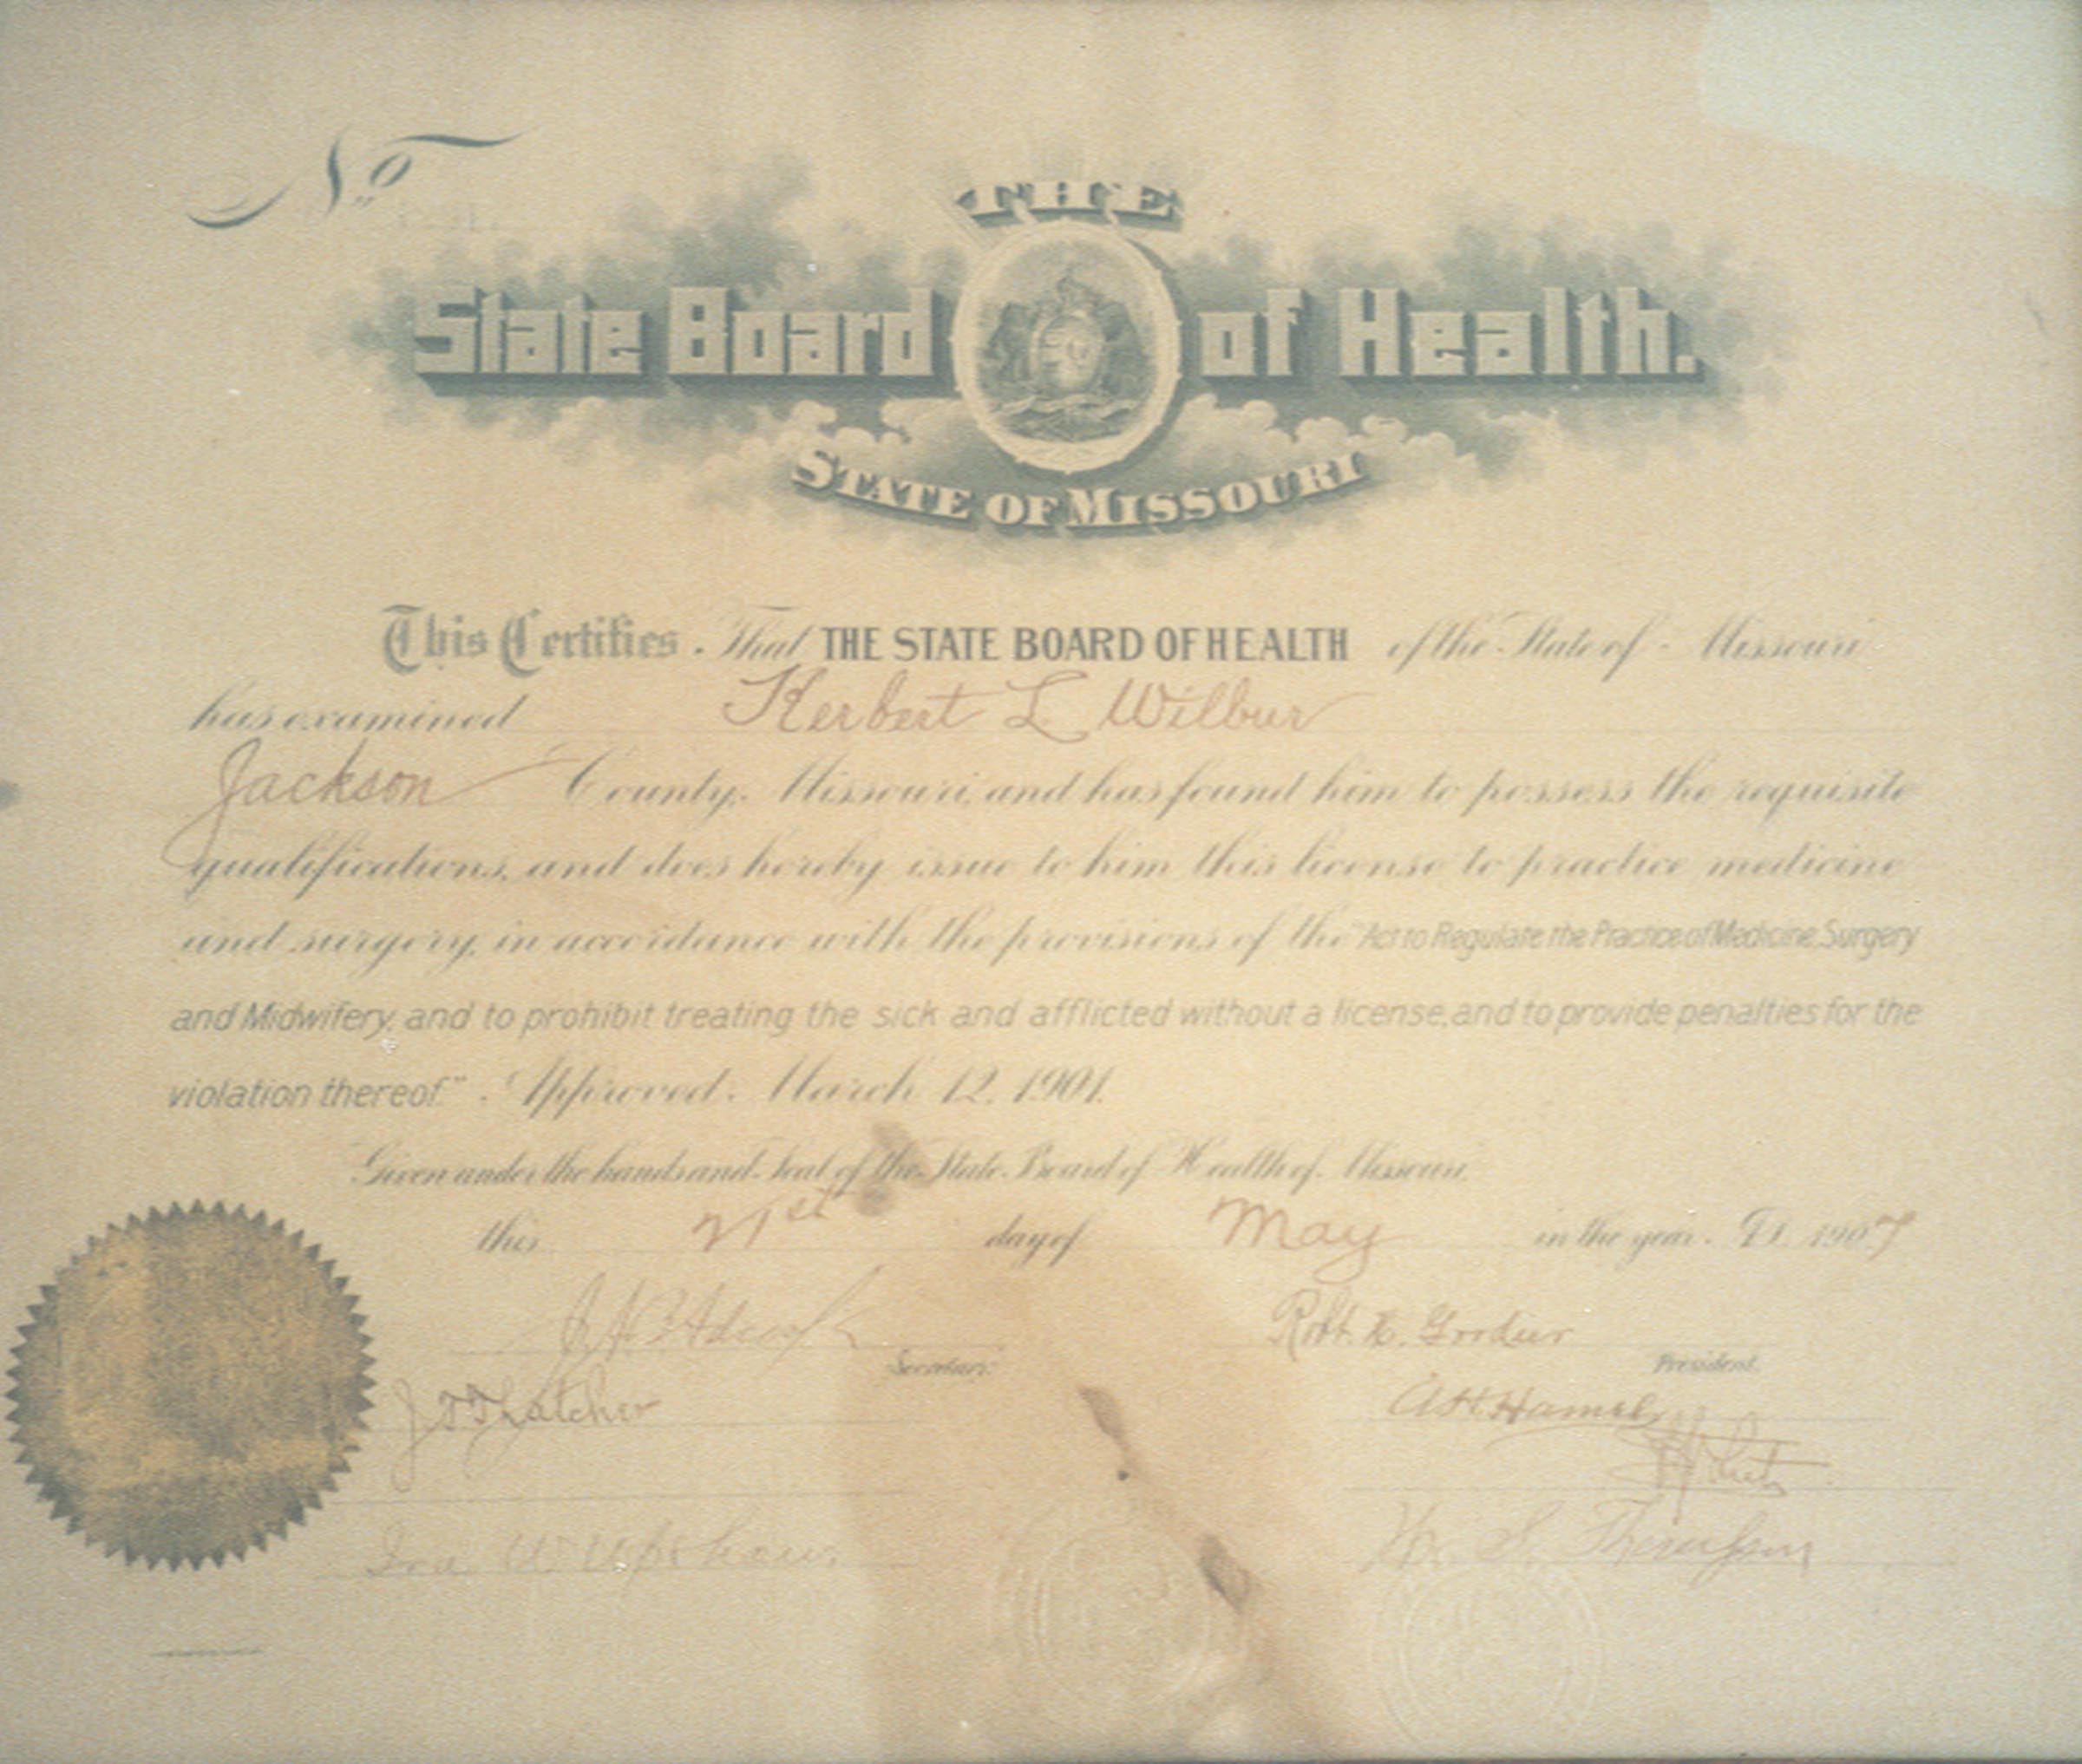 No
THE
State Board of Health.
STATE OF MISSOURI
This Certifies. That THE STATE BOARD OF HEALTH of the State of Missouri
has examined Herbert L Wilbur
Jackson County, Missouri, and has found him to possess the requisite
qualifications, and does hereby issue to him this license to practice medicine
and surgery, in accordance with the provisions of the "Act to Regulate the Practice of Medicine, Surgery
and Midwifery, and to prohibit treating the sick and afflicted without a license, and to provide penalties for the
violation thereof." Approved. March 12, 1901.
Given under the hands and Seal of the State Board of Health of Missouri.
this 21st day of May in the year A.D. 1907
J.A.B. Adcock Robt. H. Goodier
Secretary. President.
J T Thatcher A H Hamel
Ira W Upshaw W. S. Thompson